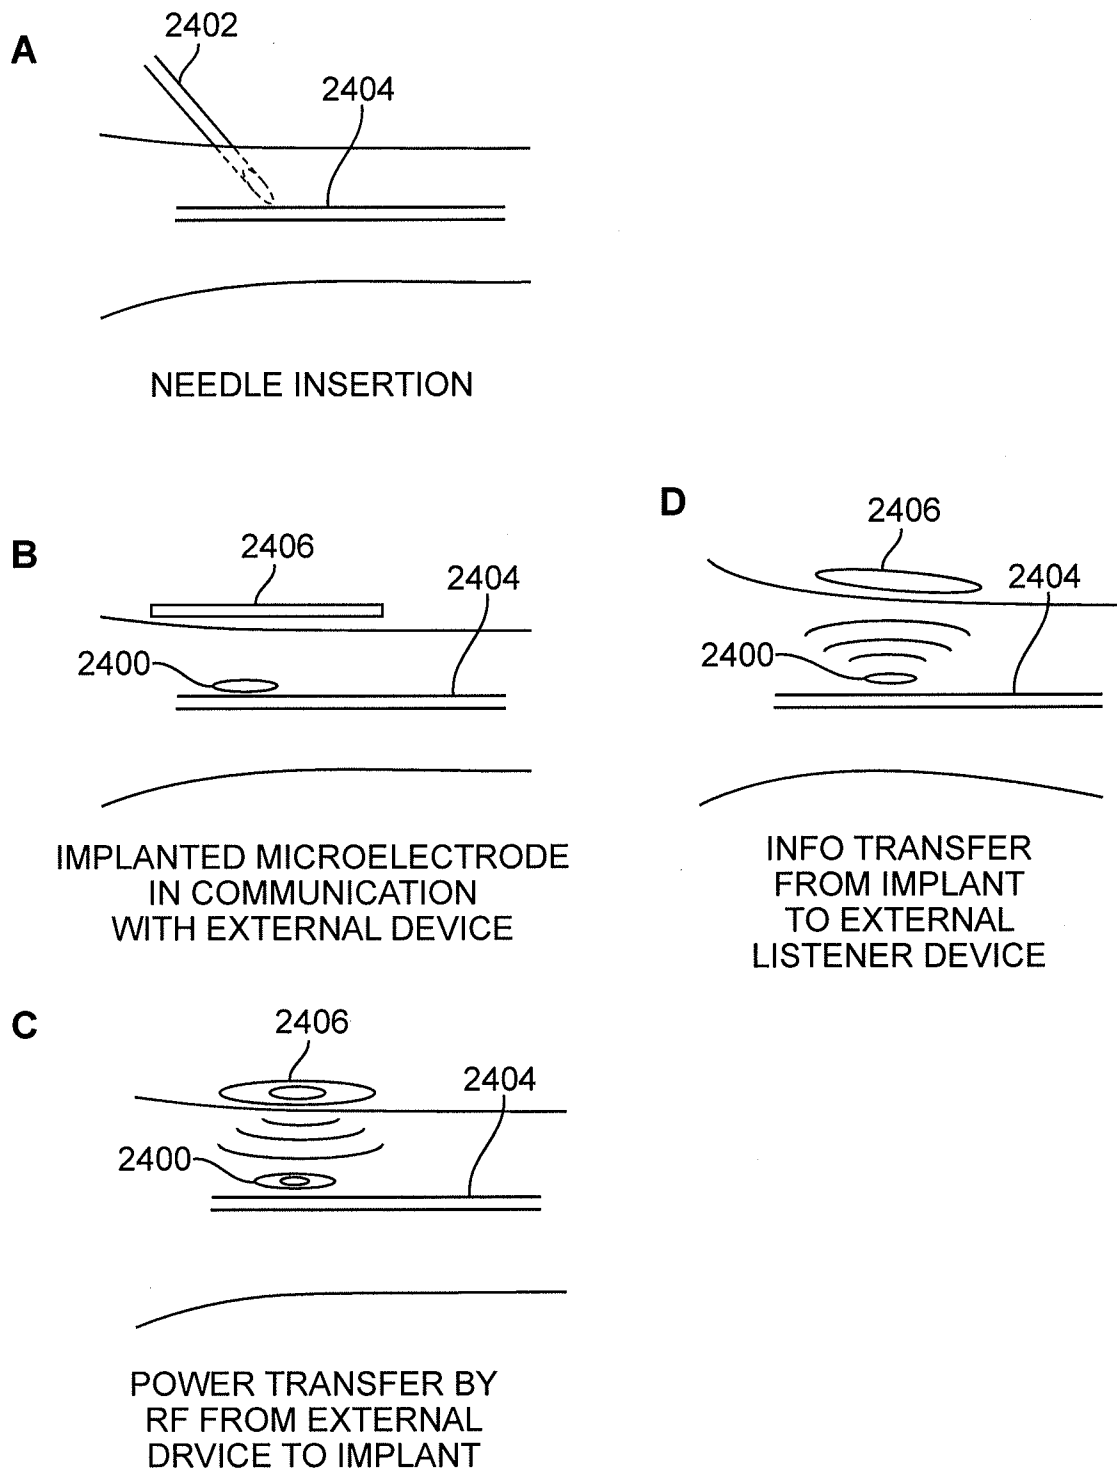 A
2402
2404
NEEDLE INSERTION
B
2406
2404
2400
IMPLANTED MICROELECTRODE
IN COMMUNICATION
WITH EXTERNAL DEVICE
D
2406
2404
2400
INFO TRANSFER
FROM IMPLANT
TO EXTERNAL
LISTENER DEVICE
C
2406
2404
2400
POWER TRANSFER BY
RF FROM EXTERNAL
DRVICE TO IMPLANT